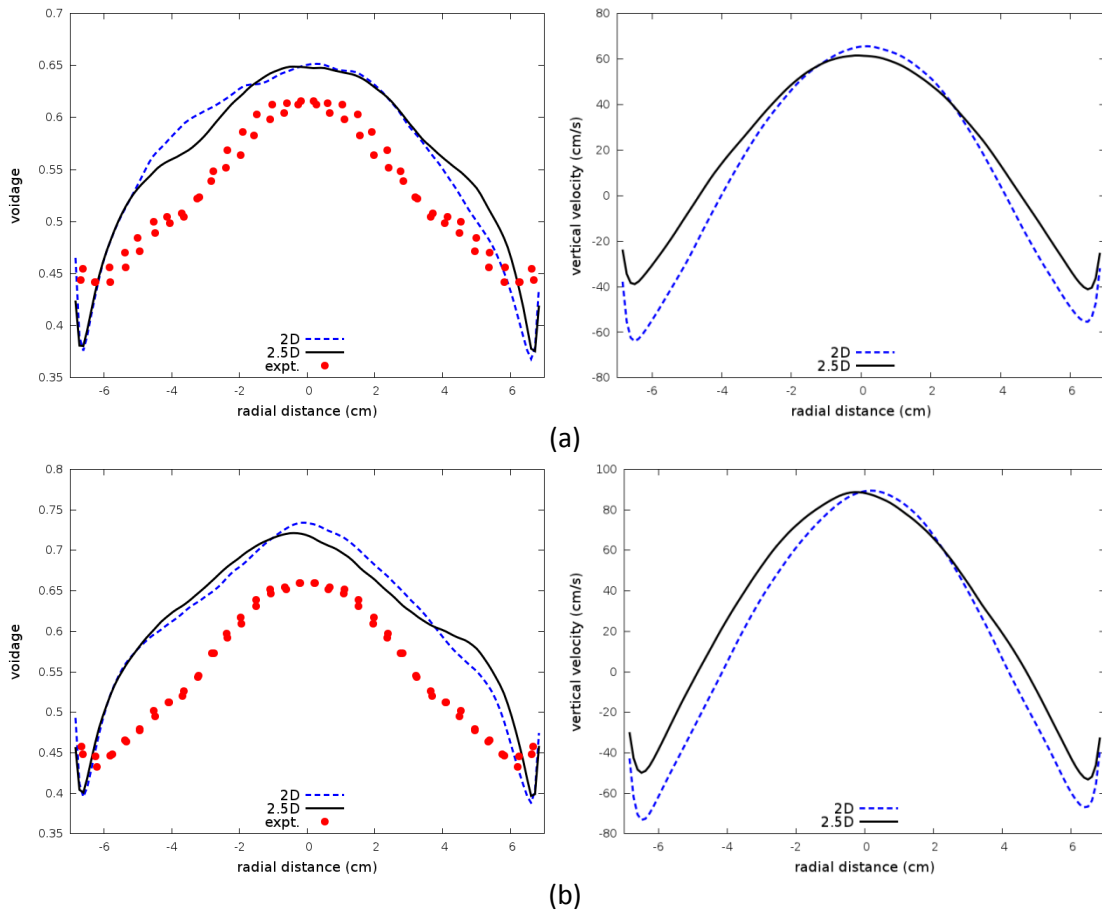 0.7
0.65
0.6
0.55
0.5
0.45
0.4
0.35
voidage
-6 -4 -2 0 2 4 6
radial distance (cm)
2D
2.5D
expt.
80
60
40
20
0
-20
-40
-60
-80
vertical velocity (cm/s)
-6 -4 -2 0 2 4 6
radial distance (cm)
2D
2.5D
(a)
0.8
0.75
0.7
0.65
0.6
0.55
0.5
0.45
0.4
0.35
voidage
-6 -4 -2 0 2 4 6
radial distance (cm)
2D
2.5D
expt.
100
80
60
40
20
0
-20
-40
-60
-80
vertical velocity (cm/s)
-6 -4 -2 0 2 4 6
radial distance (cm)
2D
2.5D
(b)